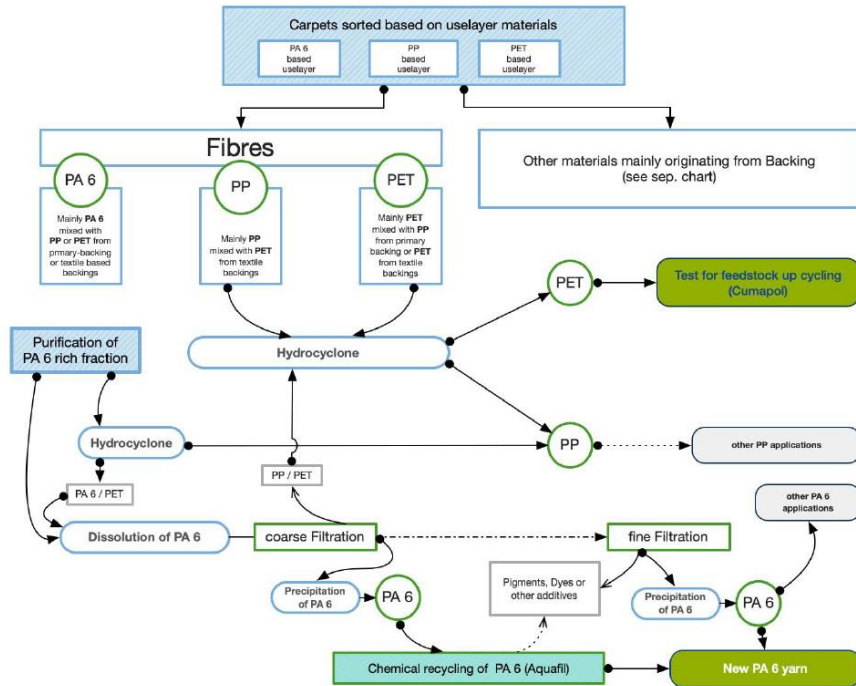 Carpets sorted based on uselayer materials
PA 6
based
uselayer
PP
based
uselayer
PET
based
uselayer
Fibres
Other materials mainly originating from Backing
(see sep. chart)
PA 6
PP
PET
Mainly PA 6
mixed with
PP or PET from
prmary-backing
or textile based
backings
Mainly PP
mixed with PET
from textile
backings
Mainly PET
mixed with PP
from primary
backing or PET
from textile
backings
PET
Test for feedstock up cycling
(Cumapol)
Purification of
PA 6 rich fraction
Hydrocyclone
Hydrocyclone
PP
other PP applications
PA 6 / PET
PP / PET
other PA 6
applications
Dissolution of PA 6
coarse Filtration
fine Filtration
Precipitation
of PA 6
PA 6
Pigments, Dyes or
other additives
Precipitation
of PA 6
PA 6
Chemical recycling of PA 6 (Aquafil)
New PA 6 yarn